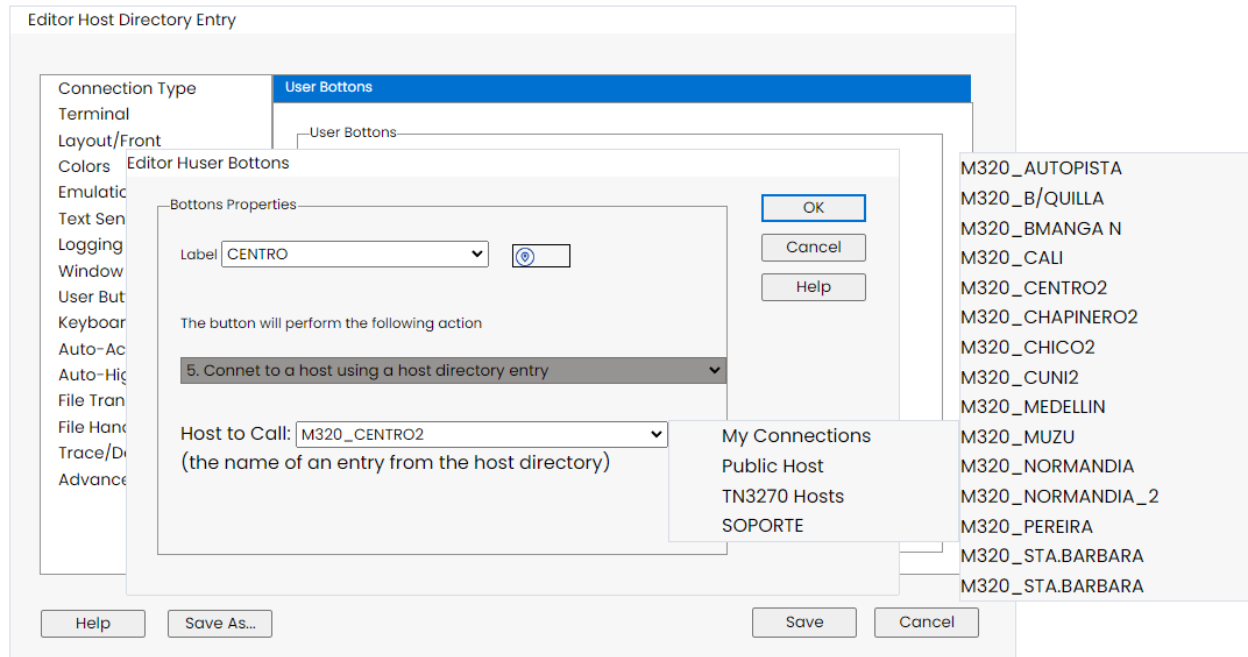 Editor Host Directory Entry
Connection Type
Terminal
Layout/Front
Colors
Emulatic
Text Sen
Logging
Window
User But
Keyboar
Auto-Ac
Auto-Hig
File Tran
File Hand
Trace/De
Advance
User Bottons
User Bottons
Editor Huser Bottons
Bottons Properties
Label CENTRO
The button will perform the following action
5. Connet to a host using a host directory entry
Host to Call: M320_CENTRO2
(the name of an entry from the host directory)
OK
Cancel
Help
My Connections
Public Host
TN3270 Hosts
SOPORTE
M320_AUTOPISTA
M320_B/QUILLA
M320_BMANGA N
M320_CALI
M320_CENTRO2
M320_CHAPINERO2
M320_CHICO2
M320_CUNI2
M320_MEDELLIN
M320_MUZU
M320_NORMANDIA
M320_NORMANDIA_2
M320_PEREIRA
M320_STA.BARBARA
M320_STA.BARBARA
Help
Save As...
Save
Cancel